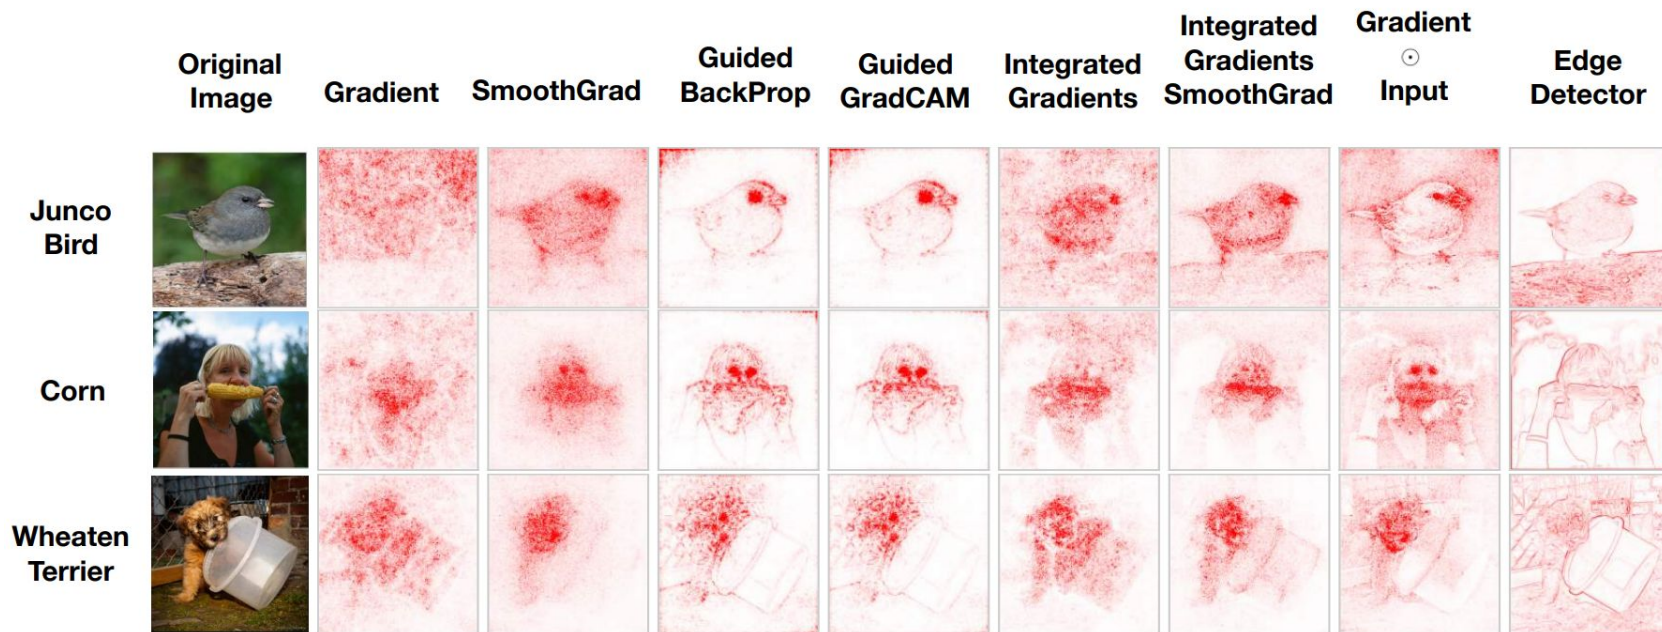 Original
Image
Gradient
SmoothGrad
Guided
BackProp
Guided
GradCAM
Integrated
Gradients
Integrated
Gradients
SmoothGrad
Gradient
⊙
Input
Edge
Detector
Junco
Bird
Corn
Wheaten
Terrier